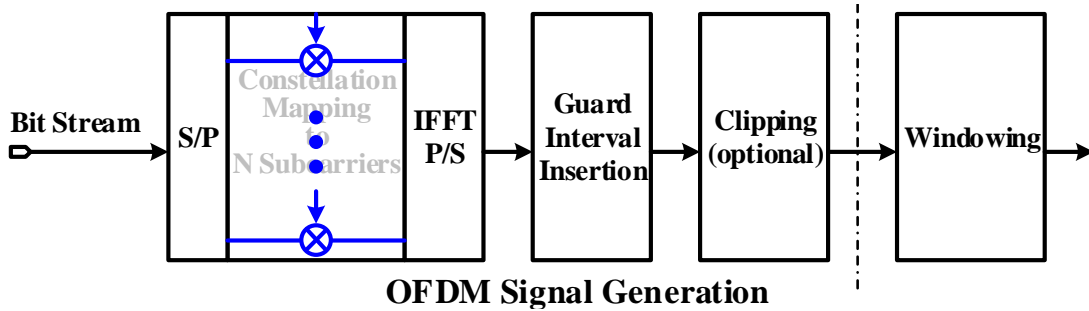 Bit Stream
S/P
Constellation
Mapping
to
N Subcarriers
IFFT
P/S
Guard
Interval
Insertion
Clipping
(optional)
Windowing
OFDM Signal Generation